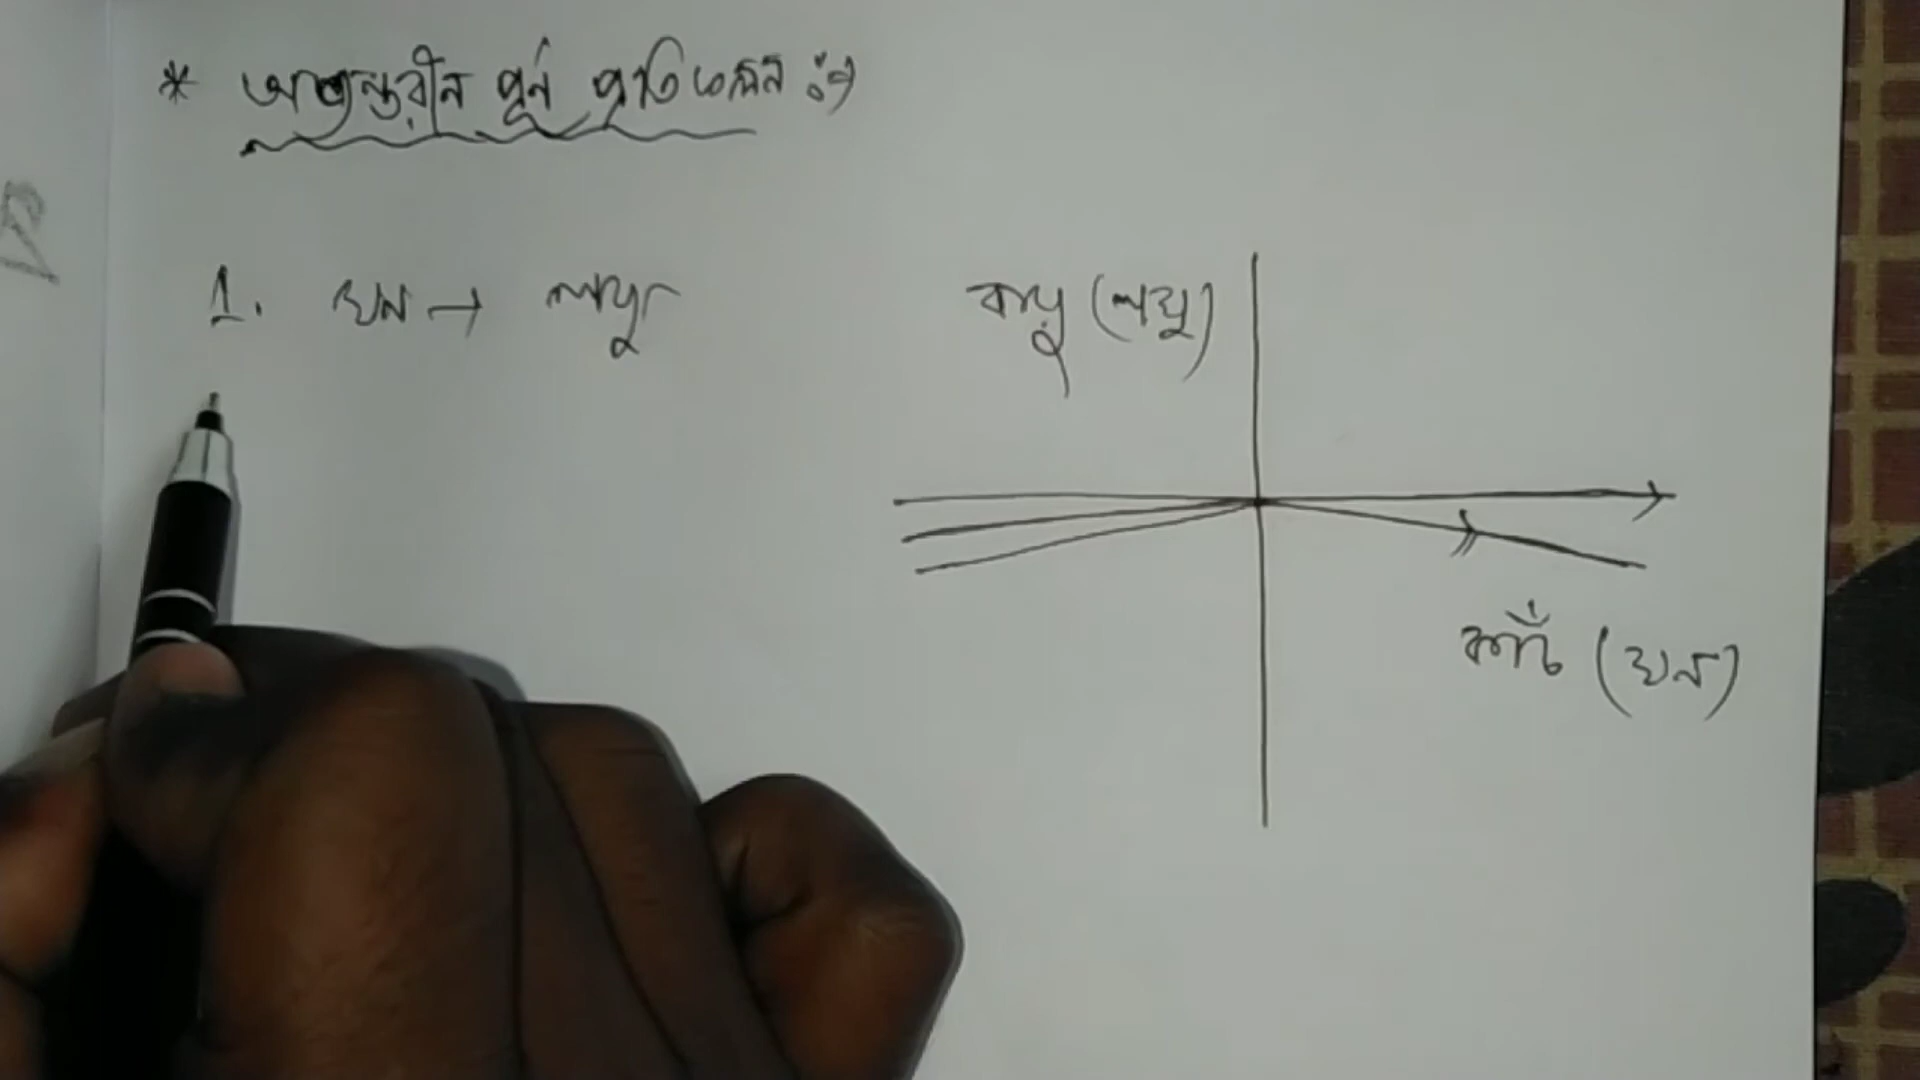 * অভ্যন্তরীন পূর্ন প্রতিফলন :
1. ঘন → লঘু
বায়ু (লঘু)
কাঁচ (ঘন)